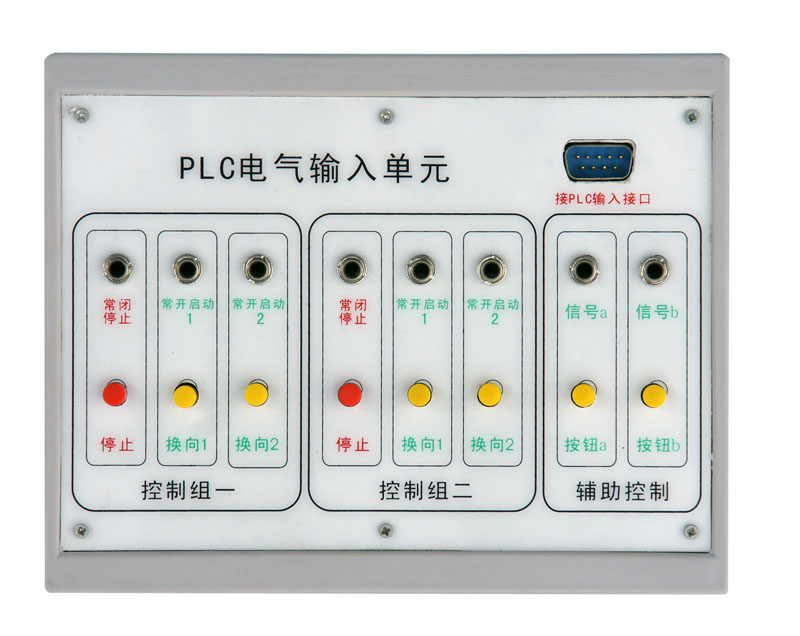 PLC电气输入单元
接PLC输入接口
常闭
停止
常开启动
1
常开启动
2
停止
换向1
换向2
控制组一
常闭
停止
常开启动
1
常开启动
2
停止
换向1
换向2
控制组二
信号a
信号b
按钮a
按钮b
辅助控制